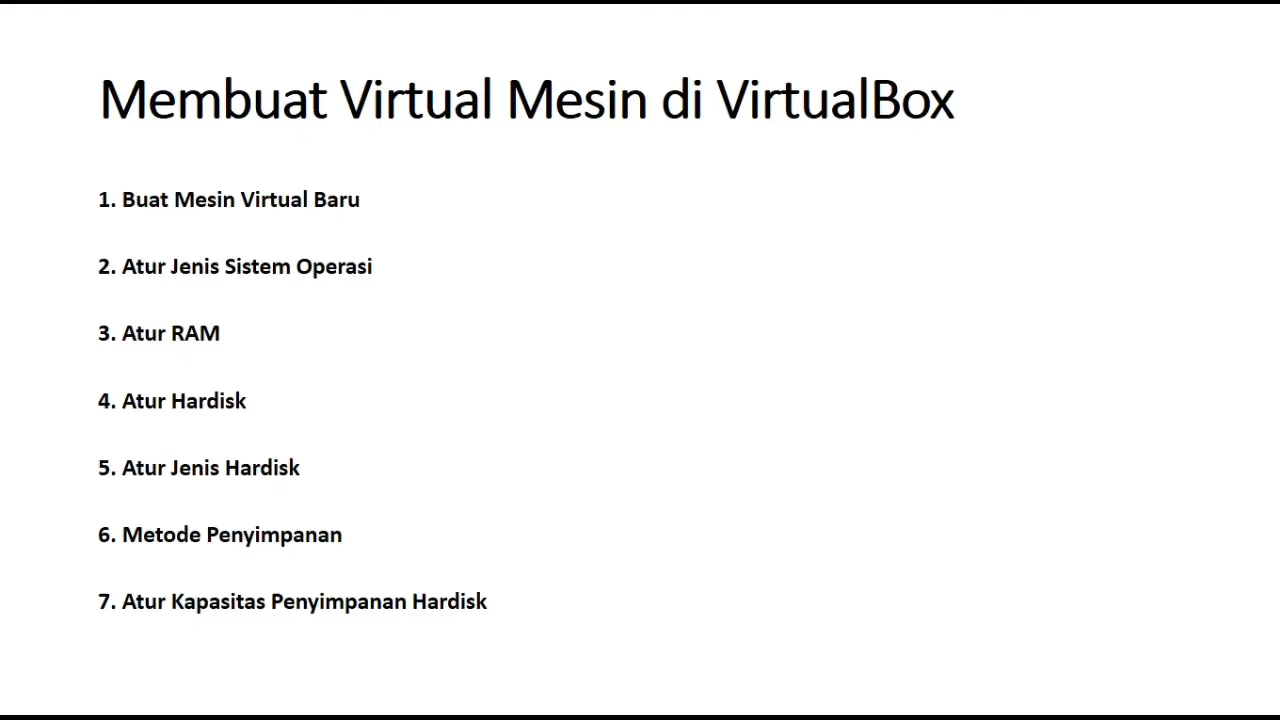 Membuat Virtual Mesin di VirtualBox
1. Buat Mesin Virtual Baru
2. Atur Jenis Sistem Operasi
3. Atur RAM
4. Atur Hardisk
5. Atur Jenis Hardisk
6. Metode Penyimpanan
7. Atur Kapasitas Penyimpanan Hardisk